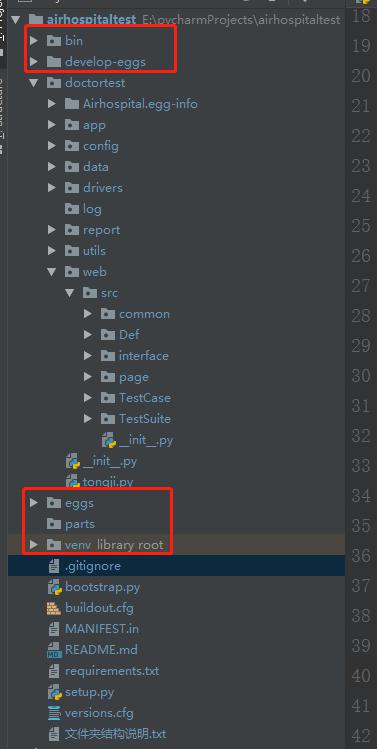 airhospitaltest E:\pycharmProjects\airhospitaltest
bin
develop-eggs
doctortest
Airhospital.egg-info
app
config
data
drivers
log
report
utils
web
src
common
Def
interface
page
TestCase
TestSuite
__init__.py
__init__.py
tongji.py
eggs
parts
venv library root
.gitignore
bootstrap.py
buildout.cfg
MANIFEST.in
README.md
requirements.txt
setup.py
versions.cfg
文件夹结构说明.txt
18
19
20
21
22
23
24
25
26
27
28
29
30
31
32
33
34
35
36
37
38
39
40
41
42